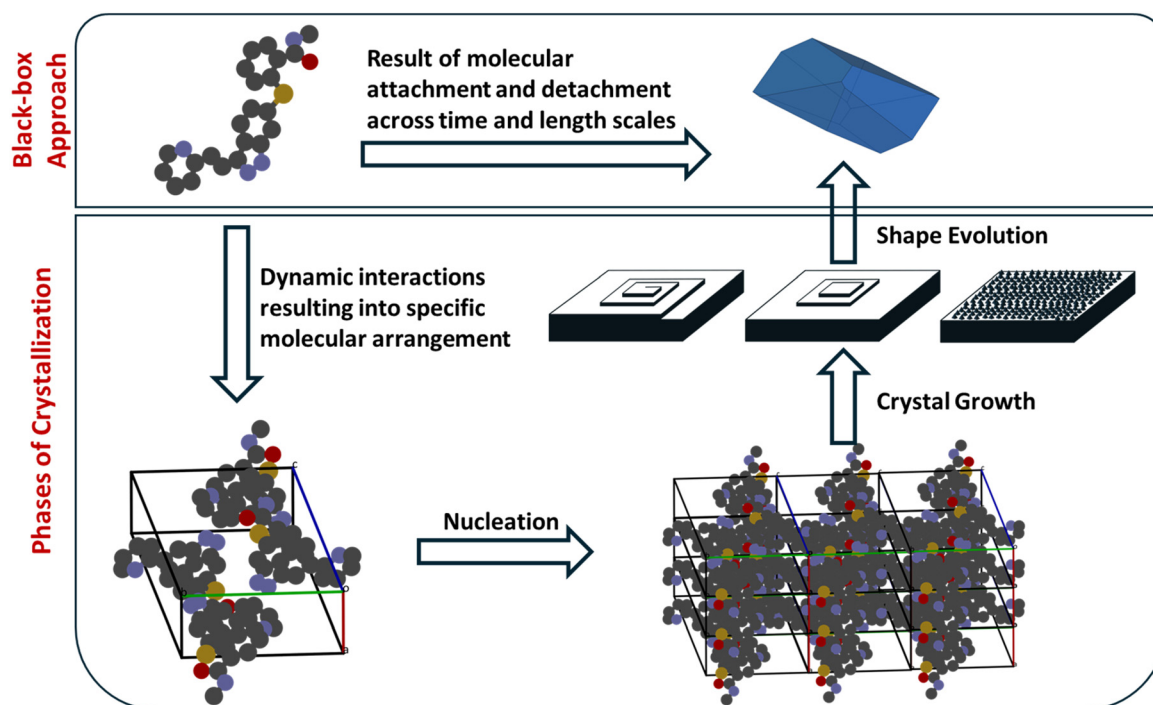 Black-box
Approach
Result of molecular
attachment and detachment
across time and length scales
Phases of Crystallization
Dynamic interactions
resulting into specific
molecular arrangement
Shape Evolution
Crystal Growth
Nucleation